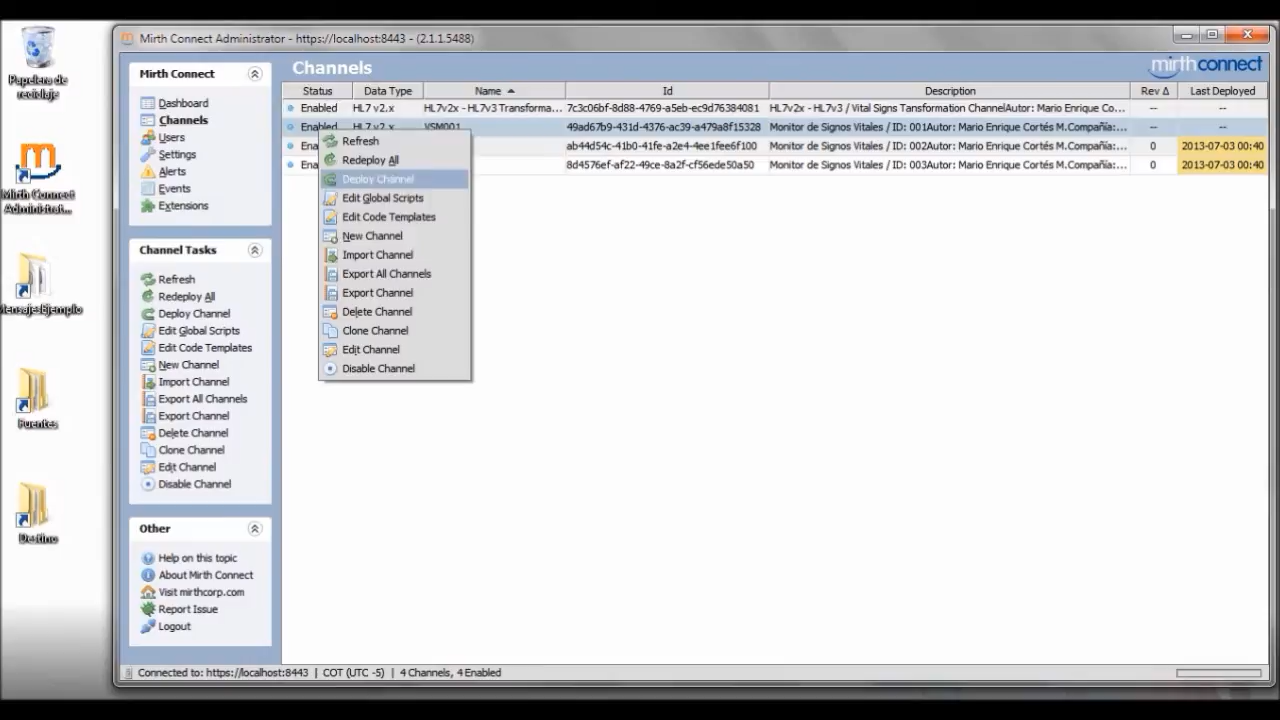 Papelera de
reciclaje
Mirth Connect
Administrat...
MensajesEjemplo
Fuentes
Destino
Mirth Connect Administrator - https://localhost:8443 - (2.1.1.5488)
Mirth Connect
Dashboard
Channels
Users
Settings
Alerts
Events
Extensions
Channel Tasks
Refresh
Redeploy All
Deploy Channel
Edit Global Scripts
Edit Code Templates
New Channel
Import Channel
Export All Channels
Export Channel
Delete Channel
Clone Channel
Edit Channel
Disable Channel
Other
Help on this topic
About Mirth Connect
Visit mirthcorp.com
Report Issue
Logout
Channels
mirthconnect
Status Data Type Name Id Description Rev Δ Last Deployed
Enabled HL7 v2.x HL7v2x - HL7v3 Transforma... 7c3c06bf-8d88-4769-a5eb-ec9d76384081 HL7v2x - HL7v3 / Vital Signs Transformation ChannelAutor: Mario Enrique Co... -- --
Enabled HL7 v2.x VSM001 49ad67b9-431d-4376-ac39-a479a8f15328 Monitor de Signos Vitales / ID: 001Autor: Mario Enrique Cortés M.Compañía:... -- --
Ena ab44d54c-10b0-41fe-a2e4-4ee1fee6f100 Monitor de Signos Vitales / ID: 002Autor: Mario Enrique Cortés M.Compañía:... 0 2013-07-03 00:40
Ena 8d4576ef-af22-49ce-8a2f-cf56ede50a50 Monitor de Signos Vitales / ID: 003Autor: Mario Enrique Cortés M.Compañía:... 0 2013-07-03 00:40
Refresh
Redeploy All
Deploy Channel
Edit Global Scripts
Edit Code Templates
New Channel
Import Channel
Export All Channels
Export Channel
Delete Channel
Clone Channel
Edit Channel
Disable Channel
Connected to: https://localhost:8443 | COT (UTC -5) | 4 Channels, 4 Enabled